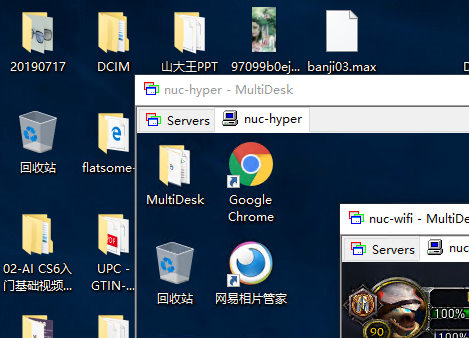 20190717
DCIM
山大王PPT
97099b0ej...
banji03.max
nuc-hyper - MultiDesk
Servers
nuc-hyper
回收站
flatsome-
MultiDesk
Google
Chrome
nuc-wifi - MultiDes
Servers
nuc
02-AI CS6入
门基础视频...
UPC -
GTIN-...
回收站
网易相片管家
100%
90
100%